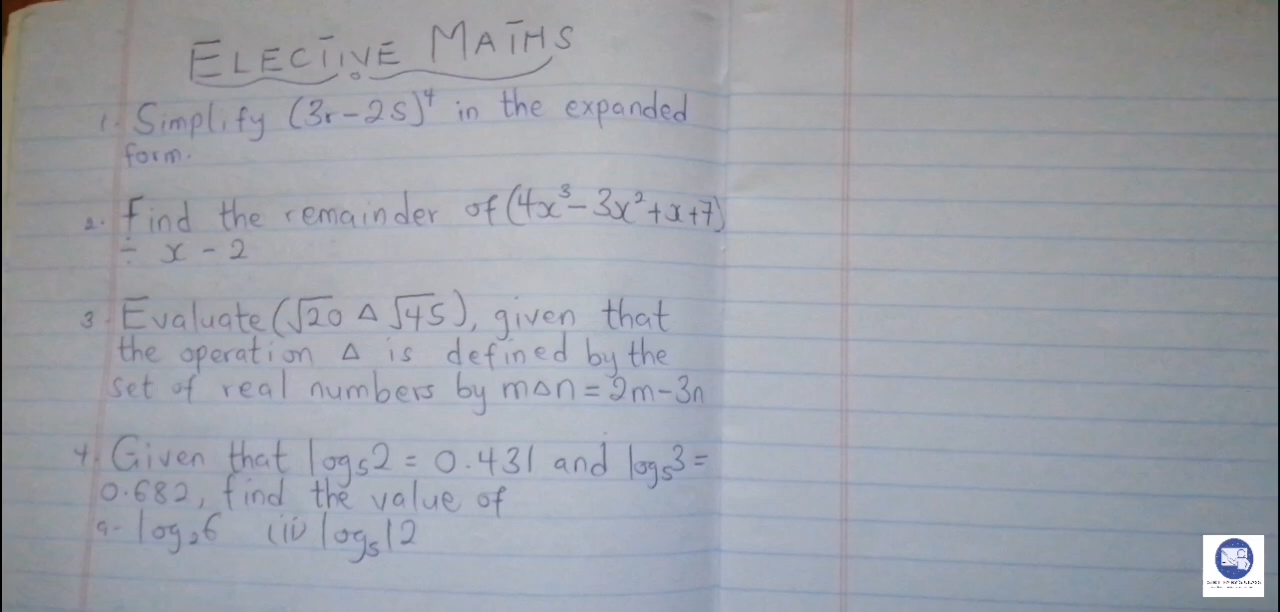 ELECTIVE MATHS
1. Simplify (3r-2s)⁴ in the expanded
form.
2. Find the remainder of (4x³-3x²+x+7)
÷ x - 2
3. Evaluate (√20 Δ √45), given that
the operation Δ is defined by the
set of real numbers by mΔn = 2m-3n
4. Given that log₅2 = 0.431 and log₅3 =
0.682, find the value of
a- log₂6 (ii) log₅12